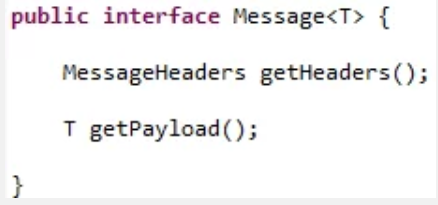 public interface Message<T> {
MessageHeaders getHeaders();
T getPayload();
}